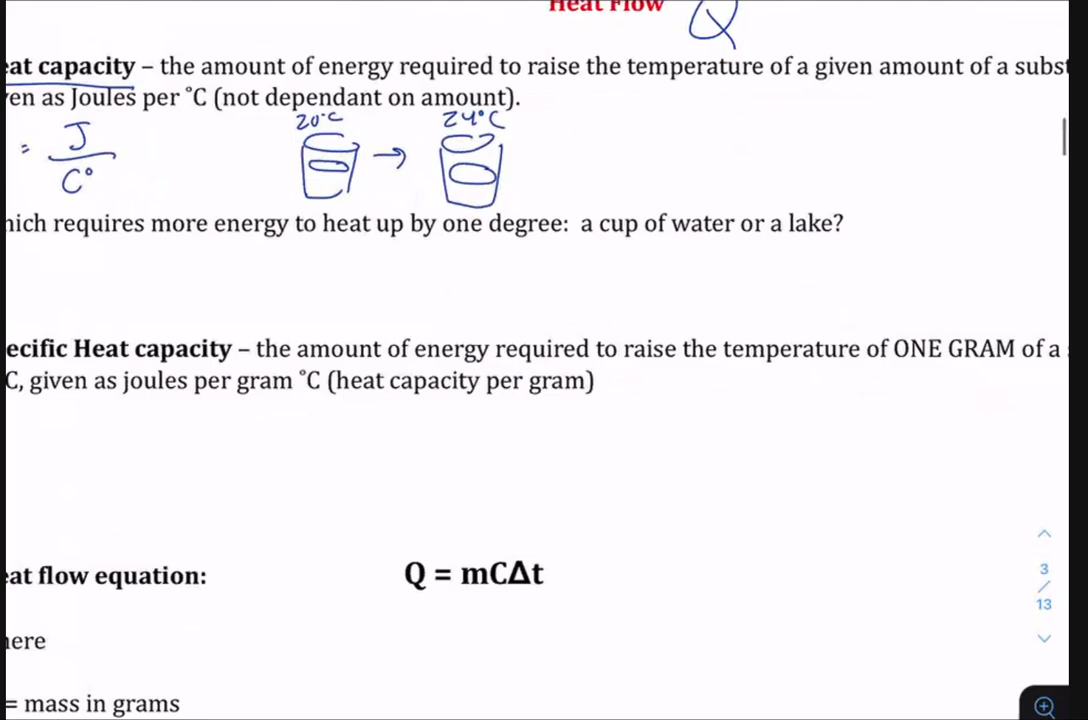 Heat Flow Q
at capacity – the amount of energy required to raise the temperature of a given amount of a subst
en as Joules per °C (not dependant on amount).
20°C 24°C
= J
C°
→
ich requires more energy to heat up by one degree: a cup of water or a lake?
ecific Heat capacity – the amount of energy required to raise the temperature of ONE GRAM of a
C, given as joules per gram °C (heat capacity per gram)
at flow equation: Q = mCΔt
ere
= mass in grams
3
/
13